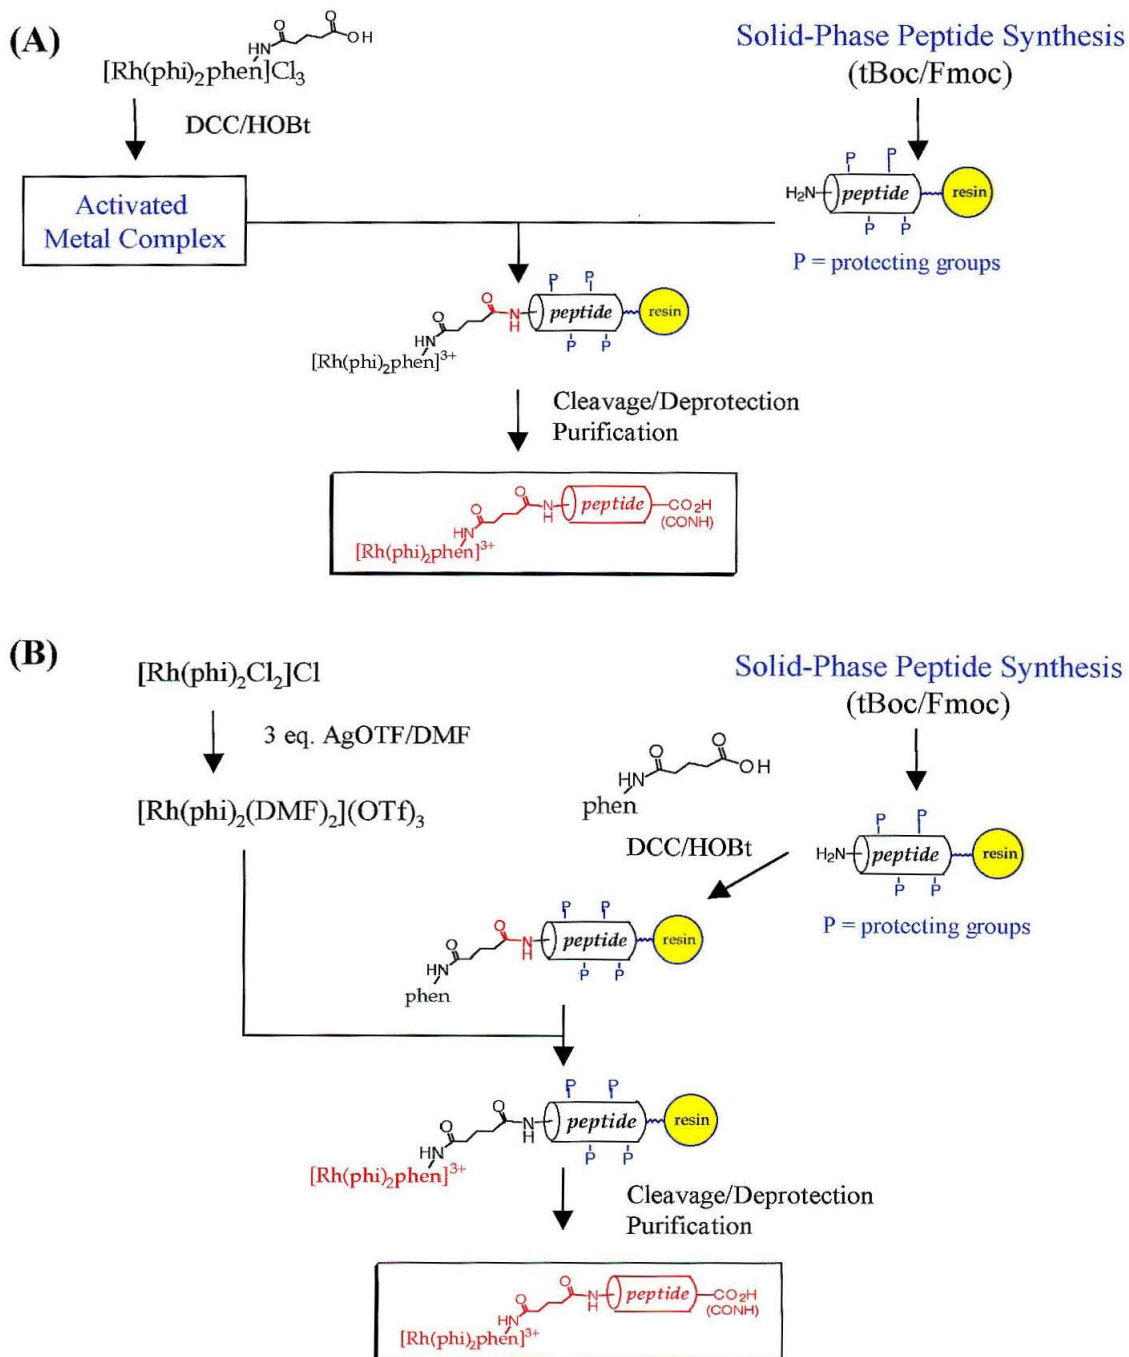 (A)
O
O
OH
HN
[Rh(phi)₂phen]Cl₃
DCC/HOBt
Activated
Metal Complex
Solid-Phase Peptide Synthesis
(tBoc/Fmoc)
P P
H₂N peptide resin
P P
P = protecting groups
P P
O
O
N
H
peptide resin
HN
P P
[Rh(phi)₂phen]³⁺
Cleavage/Deprotection
Purification
O
O
N
H
peptide CO₂H
(CONH)
HN
[Rh(phi)₂phen]³⁺
(B)
[Rh(phi)₂Cl₂]Cl
3 eq. AgOTF/DMF
[Rh(phi)₂(DMF)₂](OTf)₃
Solid-Phase Peptide Synthesis
(tBoc/Fmoc)
O
O
OH
HN
phen
DCC/HOBt
P P
H₂N peptide resin
P P
P = protecting groups
P P
O
O
N
H
peptide resin
HN
P P
phen
P P
O
O
N
H
peptide resin
HN
P P
[Rh(phi)₂phen]³⁺
Cleavage/Deprotection
Purification
O
O
N
H
peptide CO₂H
(CONH)
HN
[Rh(phi)₂phen]³⁺